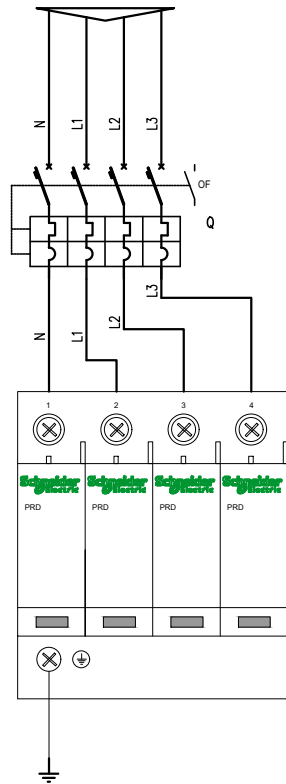 N L1 L2 L3
OF
Q
N L1 L2 L3
1 2 3 4
Schneider Electric Schneider Electric Schneider Electric Schneider Electric
PRD PRD PRD PRD